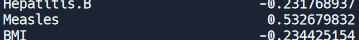 Hepatitis.B -0.231768937
Measles 0.532679832
BMI -0.234425154